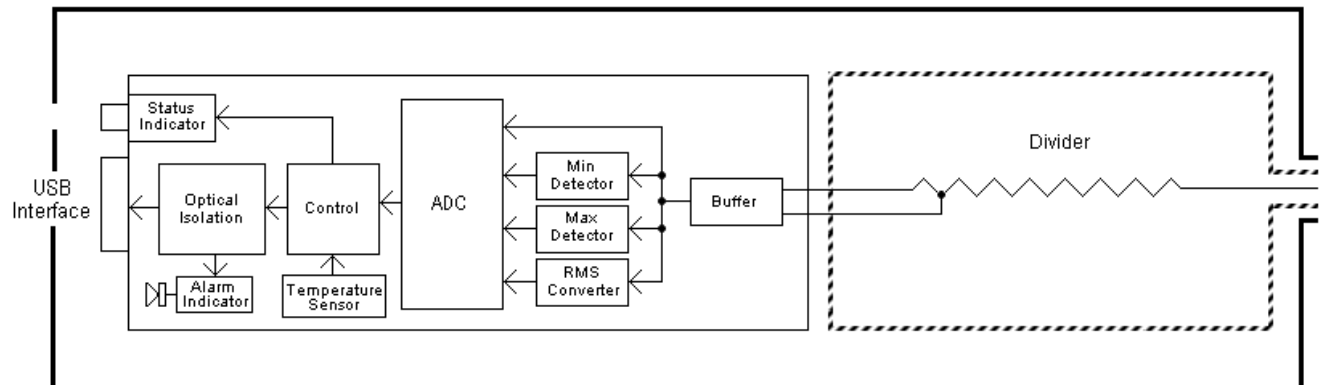 Status
Indicator
USB
Interface
Optical
Isolation
Control
Alarm
Indicator
Temperature
Sensor
ADC
Min
Detector
Max
Detector
RMS
Converter
Buffer
Divider